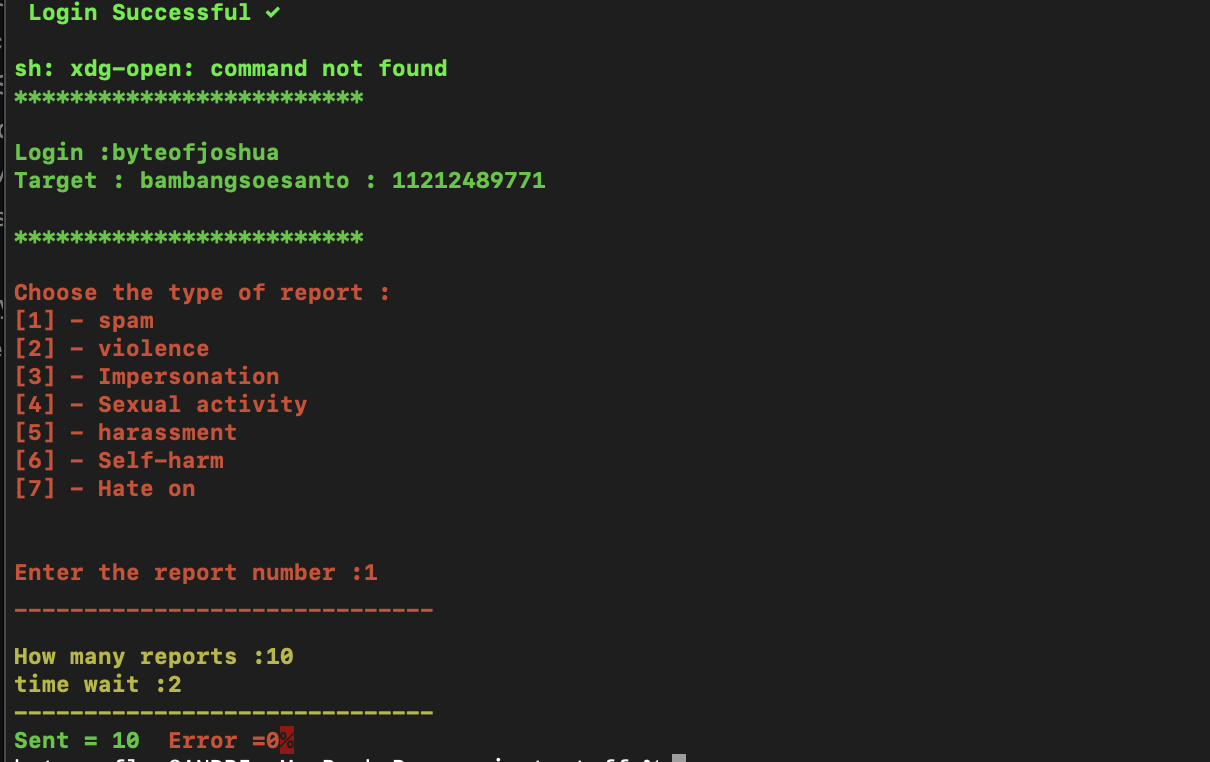 Login Successful ✓
sh: xdg-open: command not found
*************************
Login :byteofjoshua
Target : bambangsoesanto : 11212489771
*************************
Choose the type of report :
[1] - spam
[2] - violence
[3] - Impersonation
[4] - Sexual activity
[5] - harassment
[6] - Self-harm
[7] - Hate on
Enter the report number :1
------------------------------
How many reports :10
time wait :2
------------------------------
Sent = 10  Error =0%